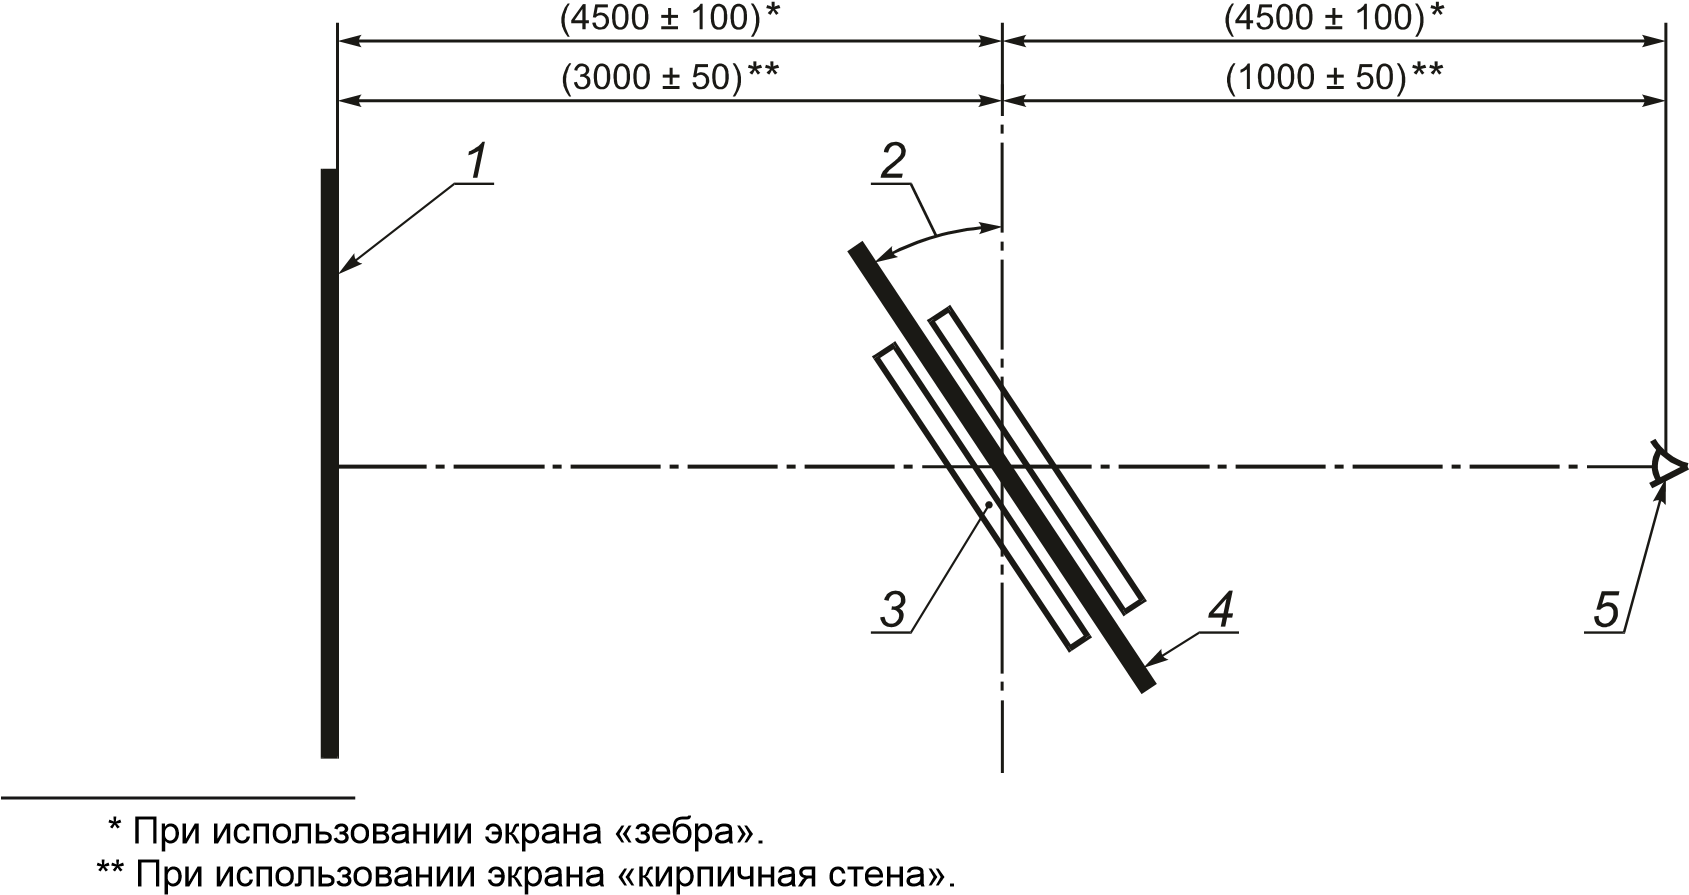 (4500 ± 100)* (4500 ± 100)*
(3000 ± 50)** (1000 ± 50)**
1 2
3 4 5
* При использовании экрана «зебра».
** При использовании экрана «кирпичная стена».